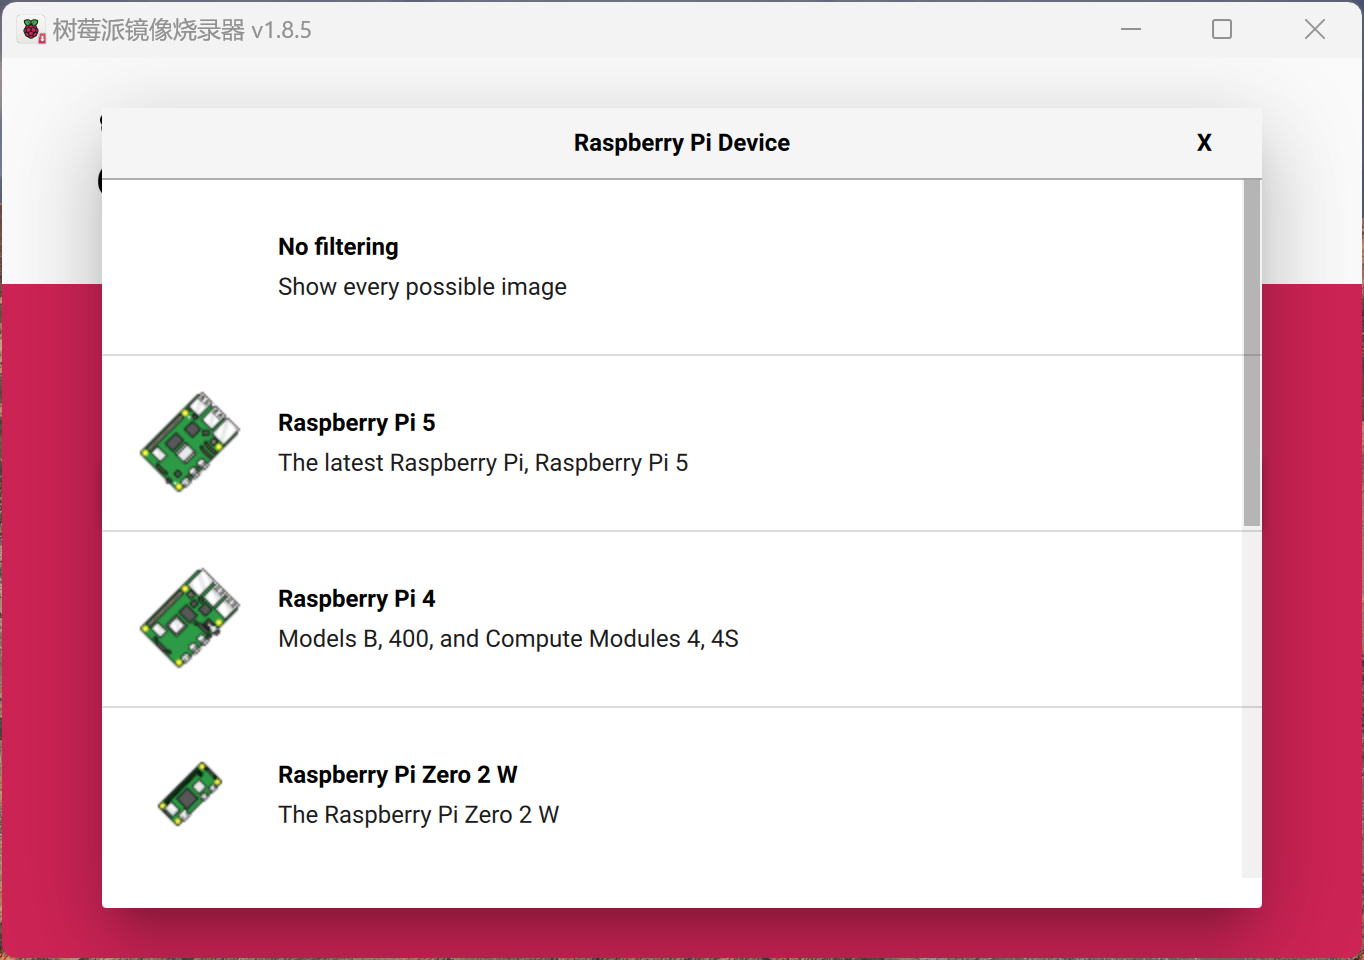 树莓派镜像烧录器 v1.8.5
Raspberry Pi Device
X
No filtering
Show every possible image
Raspberry Pi 5
The latest Raspberry Pi, Raspberry Pi 5
Raspberry Pi 4
Models B, 400, and Compute Modules 4, 4S
Raspberry Pi Zero 2 W
The Raspberry Pi Zero 2 W